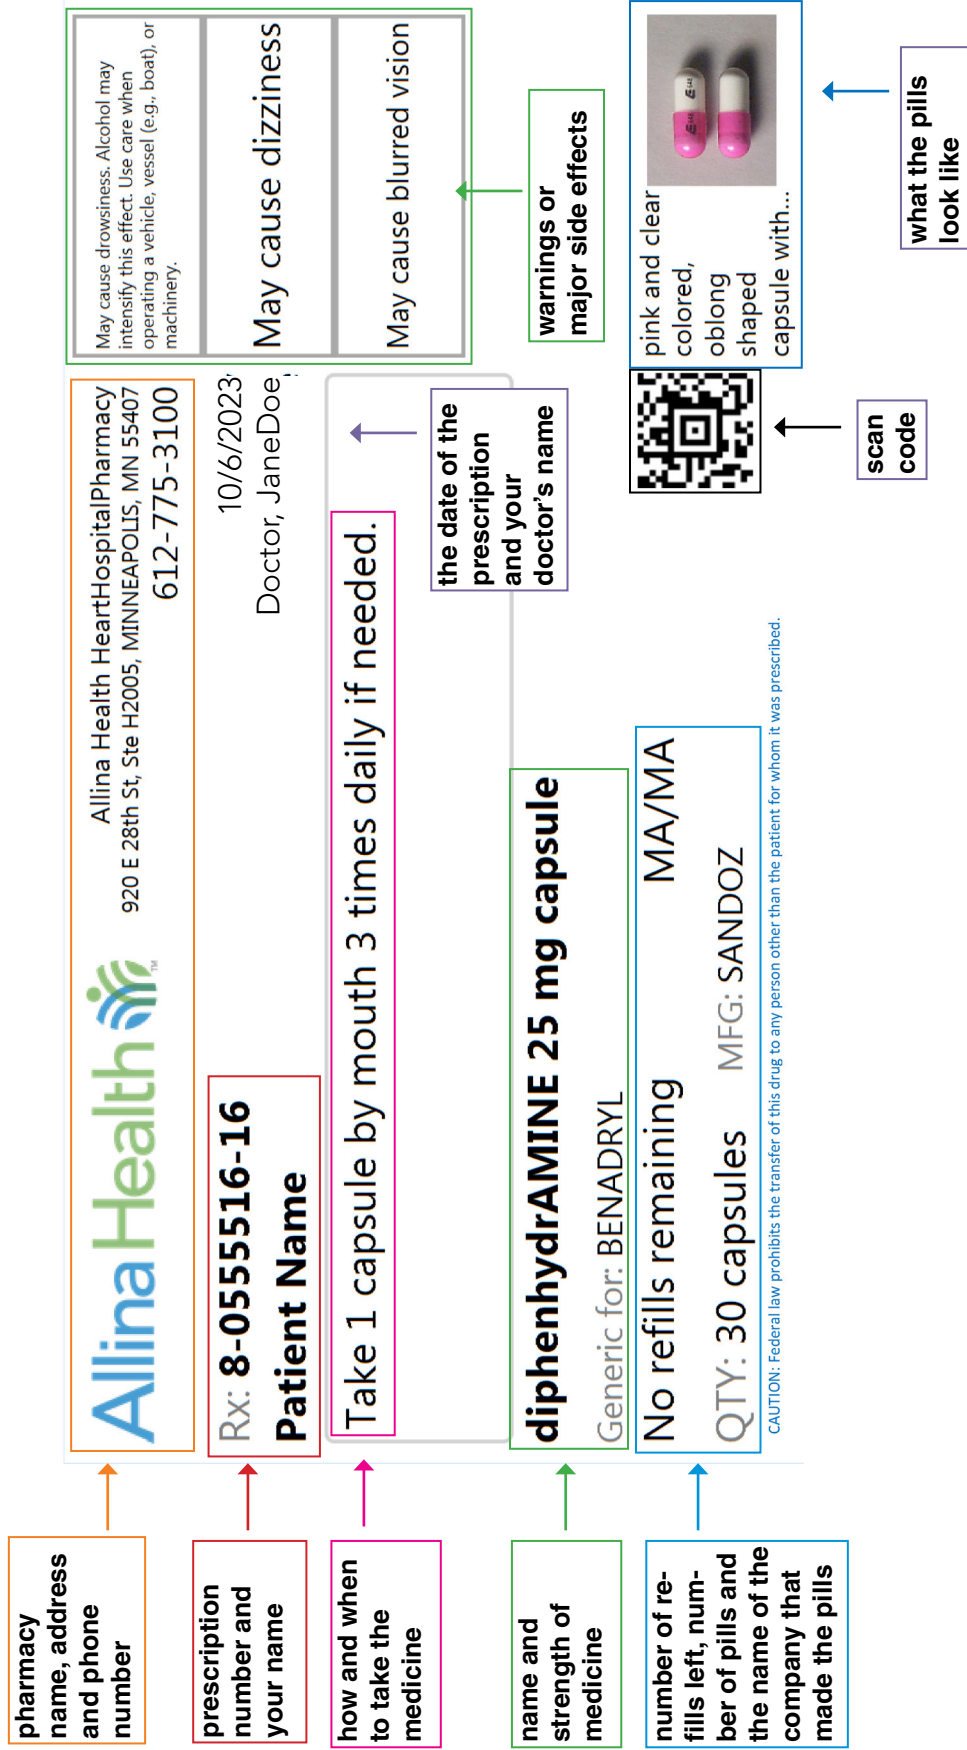 pharmacy
name, address
and phone
number
prescription
number and
your name
how and when
to take the
medicine
name and
strength of
medicine
number of re-
fills left, num-
ber of pills and
the name of the
company that
made the pills
Allina Health
TM
Allina Health HeartHospitalPharmacy
920 E 28th St, Ste H2005, MINNEAPOLIS, MN 55407
612-775-3100
Rx: 8-0555516-16
Patient Name
10/6/2023
Doctor, JaneDoe
Take 1 capsule by mouth 3 times daily if needed.
diphenhydrAMINE 25 mg capsule
Generic for: BENADRYL
No refills remaining MA/MA
QTY: 30 capsules MFG: SANDOZ
CAUTION: Federal law prohibits the transfer of this drug to any person other than the patient for whom it was prescribed.
the date of the
prescription
and your
doctor's name
May cause drowsiness. Alcohol may
intensify this effect. Use care when
operating a vehicle, vessel (e.g., boat), or
machinery.
May cause dizziness
May cause blurred vision
warnings or
major side effects
pink and clear
colored,
oblong
shaped
capsule with...
scan
code
what the pills
look like